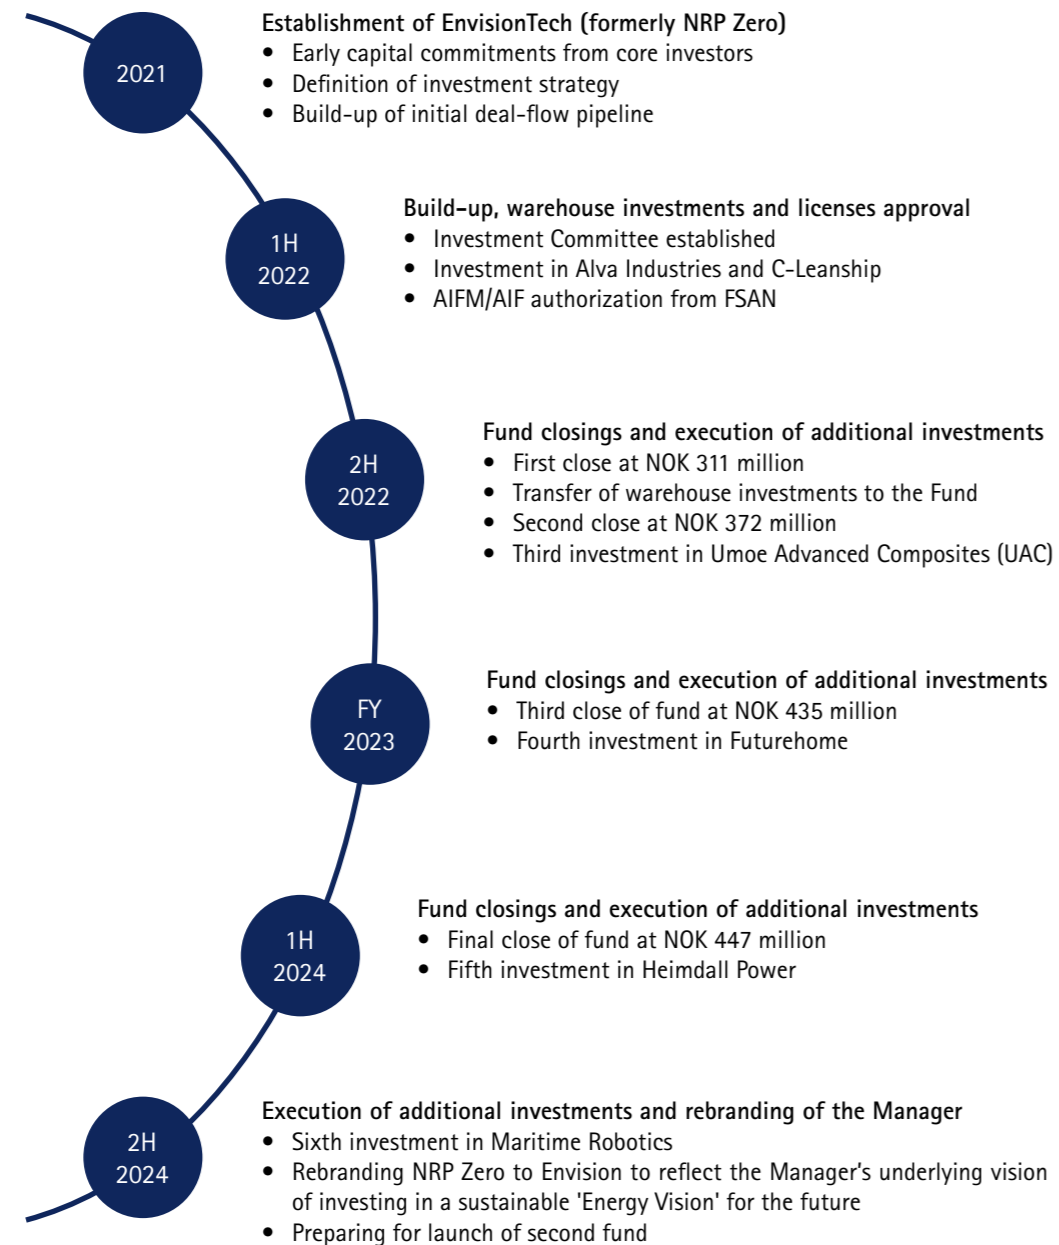 2021
Establishment of EnvisionTech (formerly NRP Zero)
• Early capital commitments from core investors
• Definition of investment strategy
• Build-up of initial deal-flow pipeline
1H
2022
Build-up, warehouse investments and licenses approval
• Investment Committee established
• Investment in Alva Industries and C-Leanship
• AIFM/AIF authorization from FSAN
2H
2022
Fund closings and execution of additional investments
• First close at NOK 311 million
• Transfer of warehouse investments to the Fund
• Second close at NOK 372 million
• Third investment in Umoe Advanced Composites (UAC)
FY
2023
Fund closings and execution of additional investments
• Third close of fund at NOK 435 million
• Fourth investment in Futurehome
1H
2024
Fund closings and execution of additional investments
• Final close of fund at NOK 447 million
• Fifth investment in Heimdall Power
2H
2024
Execution of additional investments and rebranding of the Manager
• Sixth investment in Maritime Robotics
• Rebranding NRP Zero to Envision to reflect the Manager's underlying vision
of investing in a sustainable 'Energy Vision' for the future
• Preparing for launch of second fund